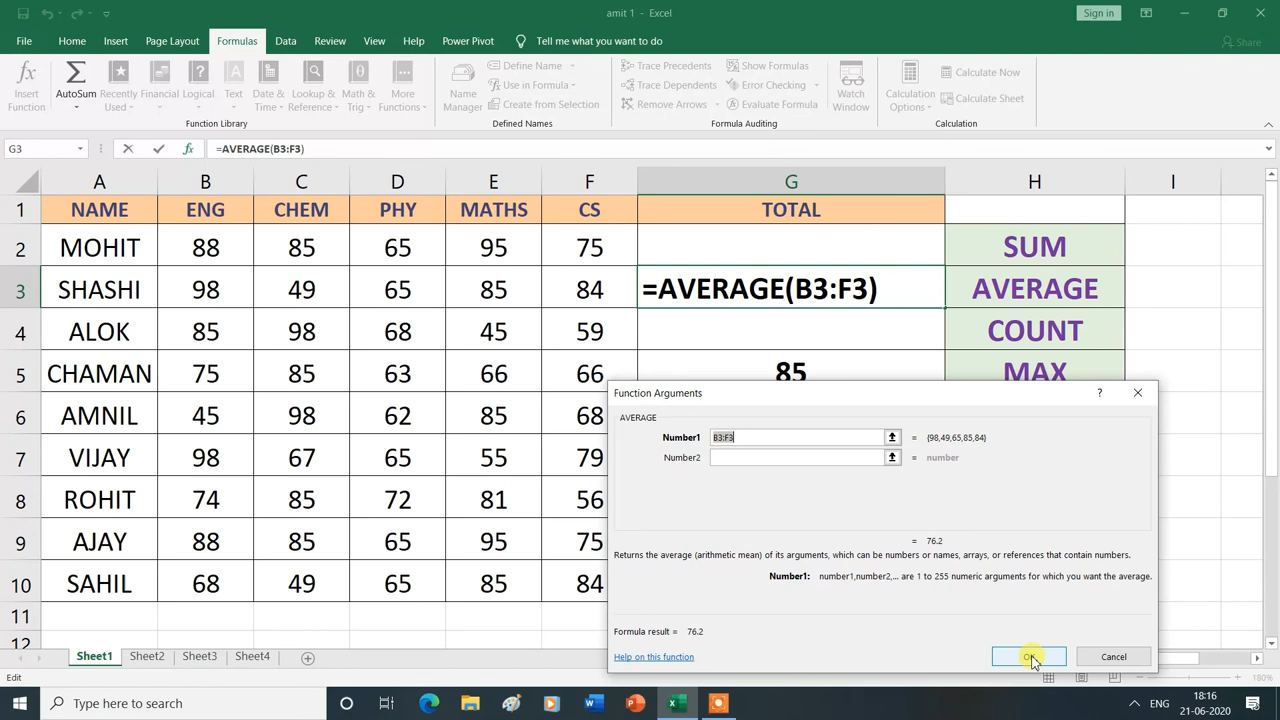 amit 1 - Excel
Sign in
File Home Insert Page Layout Formulas Data Review View Help Power Pivot Tell me what you want to do Share
Insert Function
AutoSum
Recently Used
Financial
Logical
Text
Date & Time
Lookup & Reference
Math & Trig
More Functions
Function Library
Name Manager
Define Name
Use in Formula
Create from Selection
Defined Names
Trace Precedents
Trace Dependents
Remove Arrows
Show Formulas
Error Checking
Evaluate Formula
Formula Auditing
Watch Window
Calculation Options
Calculate Now
Calculate Sheet
Calculation
G3 fx =AVERAGE(B3:F3)
A B C D E F G H I
1 NAME ENG CHEM PHY MATHS CS TOTAL
2 MOHIT 88 85 65 95 75 SUM
3 SHASHI 98 49 65 85 84 =AVERAGE(B3:F3) AVERAGE
4 ALOK 85 98 68 45 59 COUNT
5 CHAMAN 75 85 63 66 66 85 MAX
6 AMNIL 45 98 62 85 68
7 VIJAY 98 67 65 55 79
8 ROHIT 74 85 72 81 56
9 AJAY 88 85 65 95 75
10 SAHIL 68 49 65 85 84
11
12
Function Arguments ?
AVERAGE
Number1 B3:F3 = {98,49,65,85,84}
Number2 = number
= 76.2
Returns the average (arithmetic mean) of its arguments, which can be numbers or names, arrays, or references that contain numbers.
Number1: number1,number2,... are 1 to 255 numeric arguments for which you want the average.
Formula result = 76.2
Help on this function
OK
Cancel
Sheet1 Sheet2 Sheet3 Sheet4
Edit
180%
Type here to search
ENG
18:16
21-06-2020